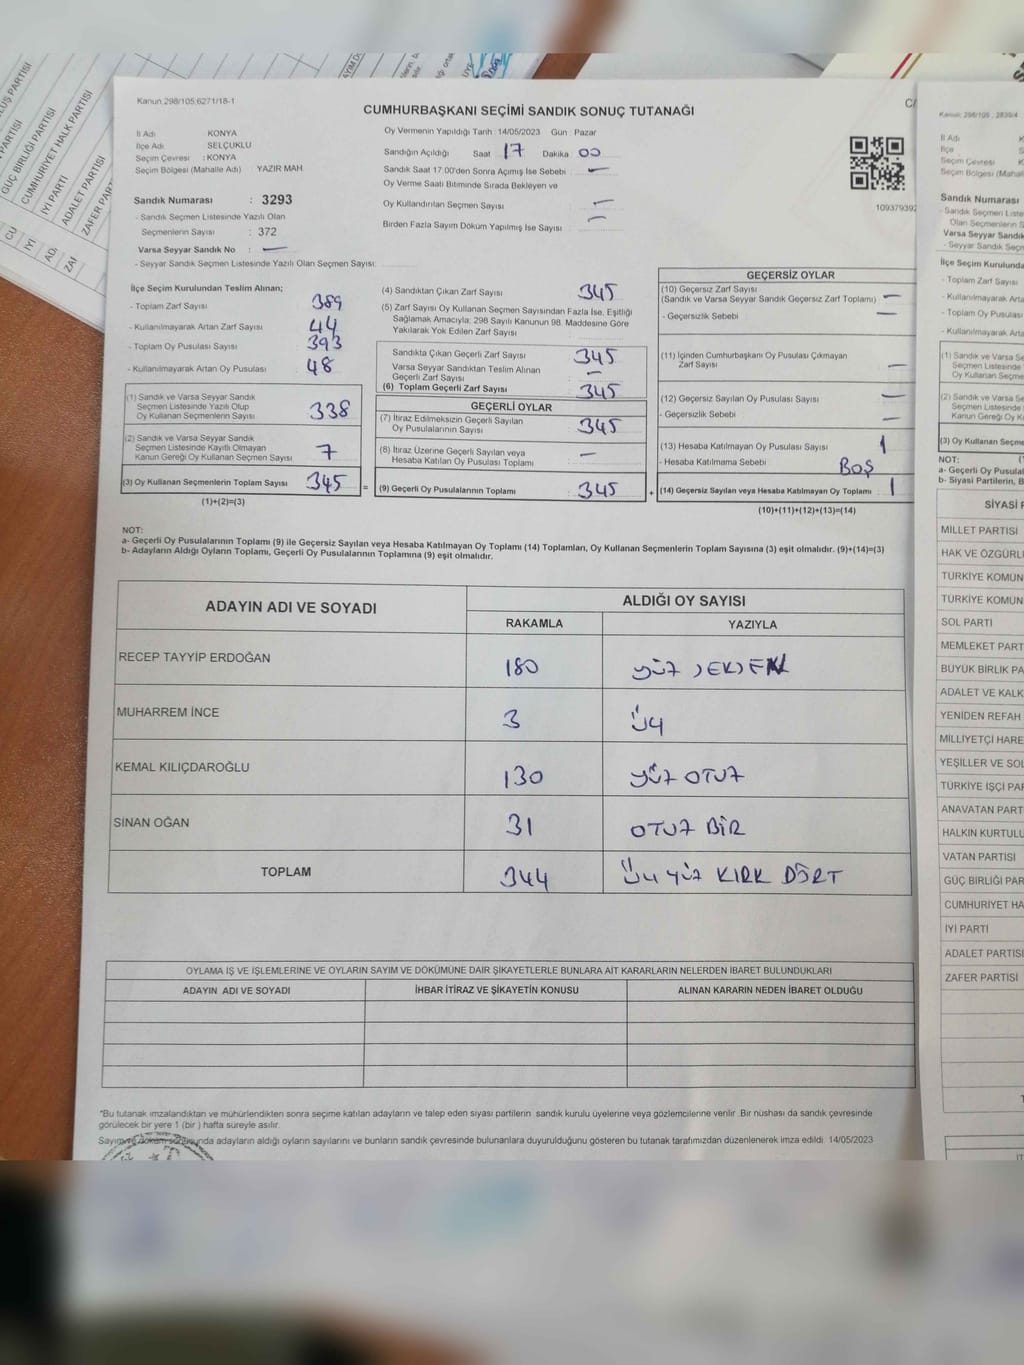 Kanun.298/105,6271/18-1
CUMHURBAŞKANI SEÇİMİ SANDIK SONUÇ TUTANAĞI
C/
İl Adı KONYA
İlçe Adı SELÇUKLU
Seçim Çevresi : KONYA
Seçim Bölgesi (Mahalle Adı) YAZIR MAH.
Sandık Numarası : 3293
- Sandık Seçmen Listesinde Yazılı Olan
Seçmenlerin Sayısı : 372
Varsa Seyyar Sandık No : —
- Seyyar Sandık Seçmen Listesinde Yazılı Olan Seçmen Sayısı:
Oy Vermenin Yapıldığı Tarih : 14/05/2023 Gün : Pazar
Sandığın Açıldığı Saat 17 Dakika 00
Sandık Saat 17:00'den Sonra Açımış İse Sebebi : —
Oy Verme Saati Bitiminde Sırada Bekleyen ve
Oy Kullandırılan Seçmen Sayısı : —
Birden Fazla Sayım Döküm Yapılmış İse Sayısı : —
109379392
İlçe Seçim Kurulundan Teslim Alınan;
- Toplam Zarf Sayısı 389
- Kullanılmayarak Artan Zarf Sayısı : 44
- Toplam Oy Pusulası Sayısı 393
- Kullanılmayarak Artan Oy Pusulası : 48
(1) Sandık ve Varsa Seyyar Sandık
Seçmen Listesinde Yazılı Olup
Oy Kullanan Seçmenlerin Sayısı : 338
(2) Sandık ve Varsa Seyyar Sandık
Seçmen Listesinde Kayıtlı Olmayan
Kanun Gereği Oy Kullanan Seçmen Sayısı : 7
(3) Oy Kullanan Seçmenlerin Toplam Sayısı : 345
(1)+(2)=(3)
(4) Sandıktan Çıkan Zarf Sayısı : 345
(5) Zarf Sayısı Oy Kullanan Seçmen Sayısından Fazla İse, Eşitliği
Sağlamak Amacıyla; 298 Sayılı Kanunun 98. Maddesine Göre
Yakılarak Yok Edilen Zarf Sayısı :
Sandıkta Çıkan Geçerli Zarf Sayısı : 345
Varsa Seyyar Sandıktan Teslim Alınan
Geçerli Zarf Sayısı : —
(6) Toplam Geçerli Zarf Sayısı : 345
GEÇERLİ OYLAR
(7) İtiraz Edilmeksizin Geçerli Sayılan
Oy Pusulalarının Sayısı : 345
(8) İtiraz Üzerine Geçerli Sayılan veya
Hesaba Katılan Oy Pusulası Toplamı : —
= (9) Geçerli Oy Pusulalarının Toplamı : 345 +
GEÇERSİZ OYLAR
(10) Geçersiz Zarf Sayısı
(Sandık ve Varsa Seyyar Sandık Geçersiz Zarf Toplamı) : —
- Geçersizlik Sebebi : —
(11) İçinden Cumhurbaşkanı Oy Pusulası Çıkmayan
Zarf Sayısı : —
(12) Geçersiz Sayılan Oy Pusulası Sayısı : —
- Geçersizlik Sebebi : —
(13) Hesaba Katılmayan Oy Pusulası Sayısı : 1
- Hesaba Katılmama Sebebi : BOŞ
(14) Geçersiz Sayılan veya Hesaba Katılmayan Oy Toplamı : 1
(10)+(11)+(12)+(13)=(14)
NOT:
a- Geçerli Oy Pusulalarının Toplamı (9) ile Geçersiz Sayılan veya Hesaba Katılmayan Oy Toplamı (14) Toplamları, Oy Kullanan Seçmenlerin Toplam Sayısına (3) eşit olmalıdır. (9)+(14)=(3)
b- Adayların Aldığı Oyların Toplamı, Geçerli Oy Pusulalarının Toplamına (9) eşit olmalıdır.
ADAYIN ADI VE SOYADI ALDIĞI OY SAYISI
RAKAMLA YAZIYLA
RECEP TAYYİP ERDOĞAN 180 YÜZ SEKSEN
MUHARREM İNCE 3 ÜÇ
KEMAL KILIÇDAROĞLU 130 YÜZ OTUZ
SİNAN OĞAN 31 OTUZ BİR
TOPLAM 344 ÜÇ YÜZ KIRK DÖRT
OYLAMA İŞ VE İŞLEMLERİNE VE OYLARIN SAYIM VE DÖKÜMÜNE DAİR ŞİKAYETLERLE BUNLARA AİT KARARLARIN NELERDEN İBARET BULUNDUKLARI
ADAYIN ADI VE SOYADI İHBAR İTİRAZ VE ŞİKAYETİN KONUSU ALINAN KARARIN NEDEN İBARET OLDUĞU
*Bu tutanak imzalandıktan ve mühürlendikten sonra seçime katılan adayların ve talep eden siyasi partilerin sandık kurulu üyelerine veya gözlemcilerine verilir. Bir nüshası da sandık çevresinde
görülecek bir yere 1 (bir ) hafta süreyle asılır.
Sayım ve döküm sonucunda adayların aldığı oyların sayılarını ve bunların sandık çevresinde bulunanlara duyurulduğunu gösteren bu tutanak tarafımızdan düzenlenerek imza edildi. 14/05/2023
Sandık Numarası
NOT:
SİYASİ
MİLLET PARTİSİ
HAK VE ÖZGÜRL
TÜRKİYE KOMÜN
TÜRKİYE KOMÜN
SOL PARTİ
MEMLEKET PART
BÜYÜK BİRLİK PA
ADALET VE KALK
YENİDEN REFAH
MİLLİYETÇİ HARE
YEŞİLLER VE SOL
TÜRKİYE İŞÇİ PAR
ANAVATAN PART
HALKIN KURTULU
VATAN PARTİSİ
GÜÇ BİRLİĞİ PAR
CUMHURİYET HA
İYİ PARTİ
ADALET PARTİSİ
ZAFER PARTİSİ
GÜÇ BİRLİĞİ PARTİSİ
CUMHURİYET HALK PARTİSİ
İYİ PARTİ
ADALET PARTİSİ
ZAFER PAR